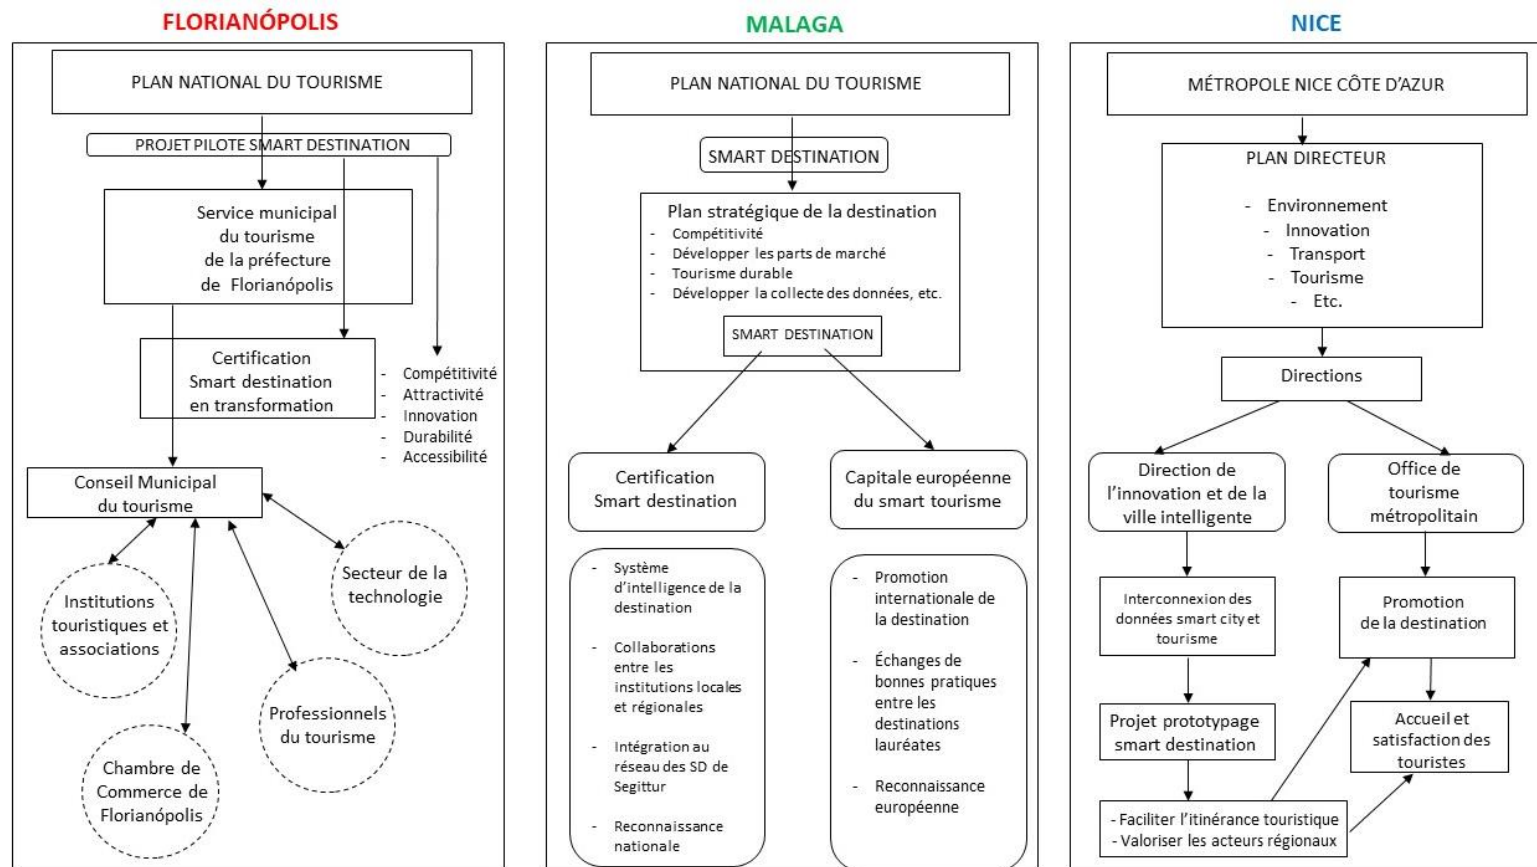 FLORIANÓPOLIS
PLAN NATIONAL DU TOURISME
PROJET PILOTE SMART DESTINATION
Service municipal
du tourisme
de la préfecture
de Florianópolis
Certification
Smart destination
en transformation
- Compétitivité
- Attractivité
- Innovation
- Durabilité
- Accessibilité
Conseil Municipal
du tourisme
Secteur de la
technologie
Institutions
touristiques et
associations
Professionnels
du tourisme
Chambre de
Commerce de
Florianópolis
MALAGA
PLAN NATIONAL DU TOURISME
SMART DESTINATION
Plan stratégique de la destination
- Compétitivité
- Développer les parts de marché
- Tourisme durable
- Développer la collecte des données, etc.
SMART DESTINATION
Certification
Smart destination
Capitale européenne
du smart tourisme
- Système
d’intelligence de la
destination
- Collaborations
entre les
institutions locales
et régionales
- Intégration au
réseau des SD de
Segittur
- Reconnaissance
nationale
- Promotion
internationale de
la destination
- Échanges de
bonnes pratiques
entre les
destinations
lauréates
- Reconnaissance
européenne
NICE
MÉTROPOLE NICE CÔTE D’AZUR
PLAN DIRECTEUR
- Environnement
- Innovation
- Transport
- Tourisme
- Etc.
Directions
Direction de
l’innovation et de la
ville intelligente
Office de
tourisme
métropolitain
Interconnexion des
données smart city et
tourisme
Promotion
de la destination
Projet prototypage
smart destination
Accueil et
satisfaction des
touristes
- Faciliter l’itinérance touristique
- Valoriser les acteurs régionaux